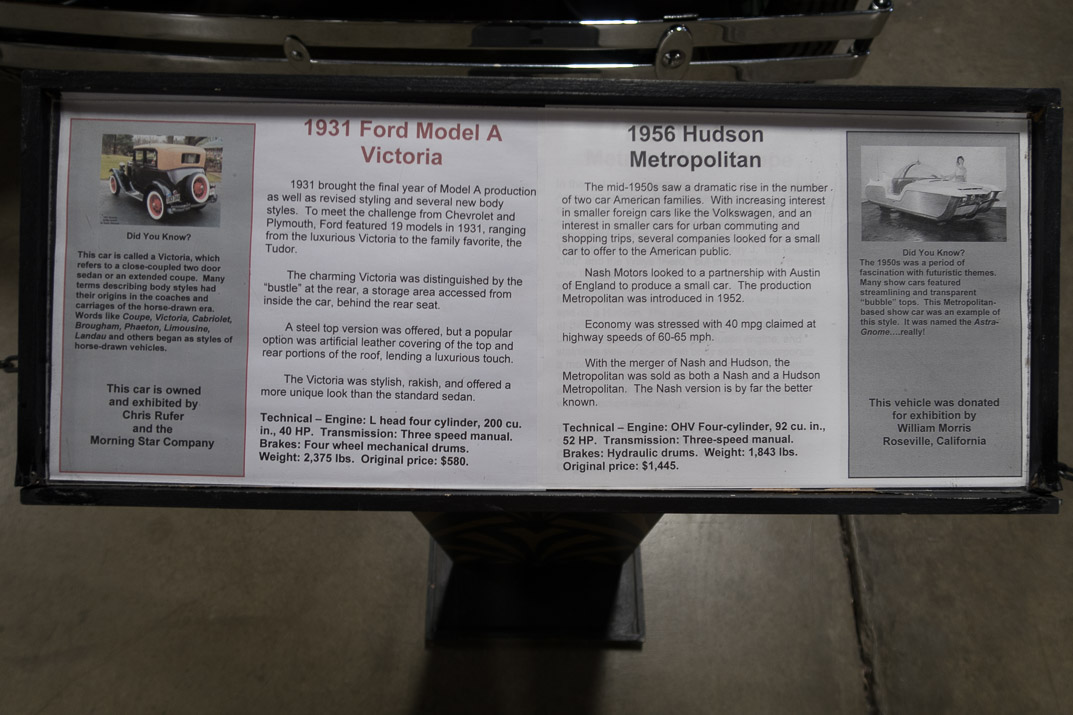 Did You Know?
This car is called a Victoria, which
refers to a close-coupled two door
sedan or an extended coupe. Many
terms describing body styles had
their origins in the coaches and
carriages of the horse-drawn era.
Words like Coupe, Victoria, Cabriolet,
Brougham, Phaeton, Limousine,
Landau and others began as styles of
horse-drawn vehicles.
This car is owned
and exhibited by
Chris Rufer
and the
Morning Star Company
1931 Ford Model A
Victoria
1931 brought the final year of Model A production
as well as revised styling and several new body
styles. To meet the challenge from Chevrolet and
Plymouth, Ford featured 19 models in 1931, ranging
from the luxurious Victoria to the family favorite, the
Tudor.
The charming Victoria was distinguished by the
"bustle" at the rear, a storage area accessed from
inside the car, behind the rear seat.
A steel top version was offered, but a popular
option was artificial leather covering of the top and
rear portions of the roof, lending a luxurious touch.
The Victoria was stylish, rakish, and offered a
more unique look than the standard sedan.
Technical – Engine: L head four cylinder, 200 cu.
in., 40 HP. Transmission: Three speed manual.
Brakes: Four wheel mechanical drums.
Weight: 2,375 lbs. Original price: $580.
1956 Hudson
Metropolitan
The mid-1950s saw a dramatic rise in the number
of two car American families. With increasing interest
in smaller foreign cars like the Volkswagen, and an
interest in smaller cars for urban commuting and
shopping trips, several companies looked for a small
car to offer to the American public.
Nash Motors looked to a partnership with Austin
of England to produce a small car. The production
Metropolitan was introduced in 1952.
Economy was stressed with 40 mpg claimed at
highway speeds of 60-65 mph.
With the merger of Nash and Hudson, the
Metropolitan was sold as both a Nash and a Hudson
Metropolitan. The Nash version is by far the better
known.
Technical – Engine: OHV Four-cylinder, 92 cu. in.,
52 HP. Transmission: Three-speed manual.
Brakes: Hydraulic drums. Weight: 1,843 lbs.
Original price: $1,445.
Did You Know?
The 1950s was a period of
fascination with futuristic themes.
Many show cars featured
streamlining and transparent
"bubble" tops. This Metropolitan-
based show car was an example of
this style. It was named the Astra-
Gnome....really!
This vehicle was donated
for exhibition by
William Morris
Roseville, California